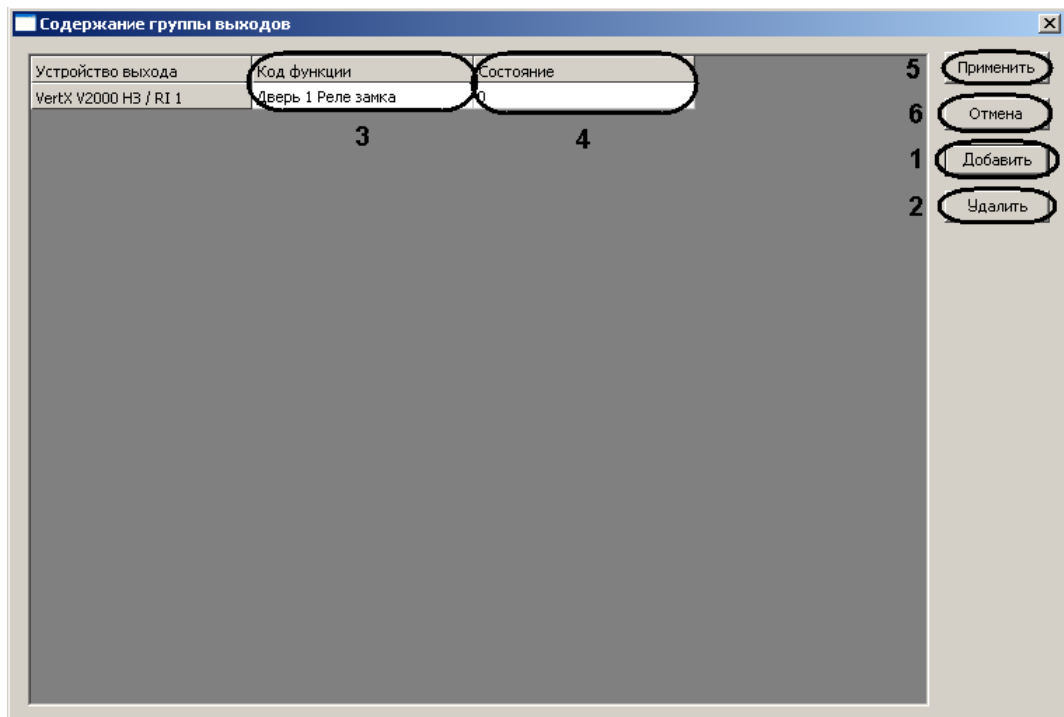 Содержание группы выходов
Устройство выхода Код функции Состояние 5 Применить
VertX V2000 НЗ / RI 1 Дверь 1 Реле замка 0
6 Отмена
3 4
1 Добавить
2 Удалить